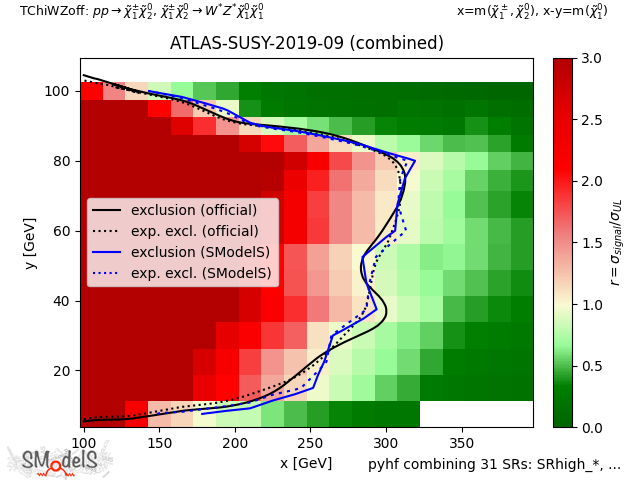 TChiWZoff: pp → χ̃₁^±χ̃₂⁰, χ̃₁^±χ̃₂⁰ → W*Z*χ̃₁⁰χ̃₁⁰
x=m(χ̃₁^±, χ̃₂⁰), x-y=m(χ̃₁⁰)
ATLAS-SUSY-2019-09 (combined)
y [GeV]
100
80
60
40
20
exclusion (official)
exp. excl. (official)
exclusion (SModelS)
exp. excl. (SModelS)
100
150
200
250
300
350
x [GeV]
3.0
2.5
2.0
1.5
1.0
0.5
0.0
r = σ_signal/σ_UL
SModelS
pyhf combining 31 SRs: SRhigh_*, ...